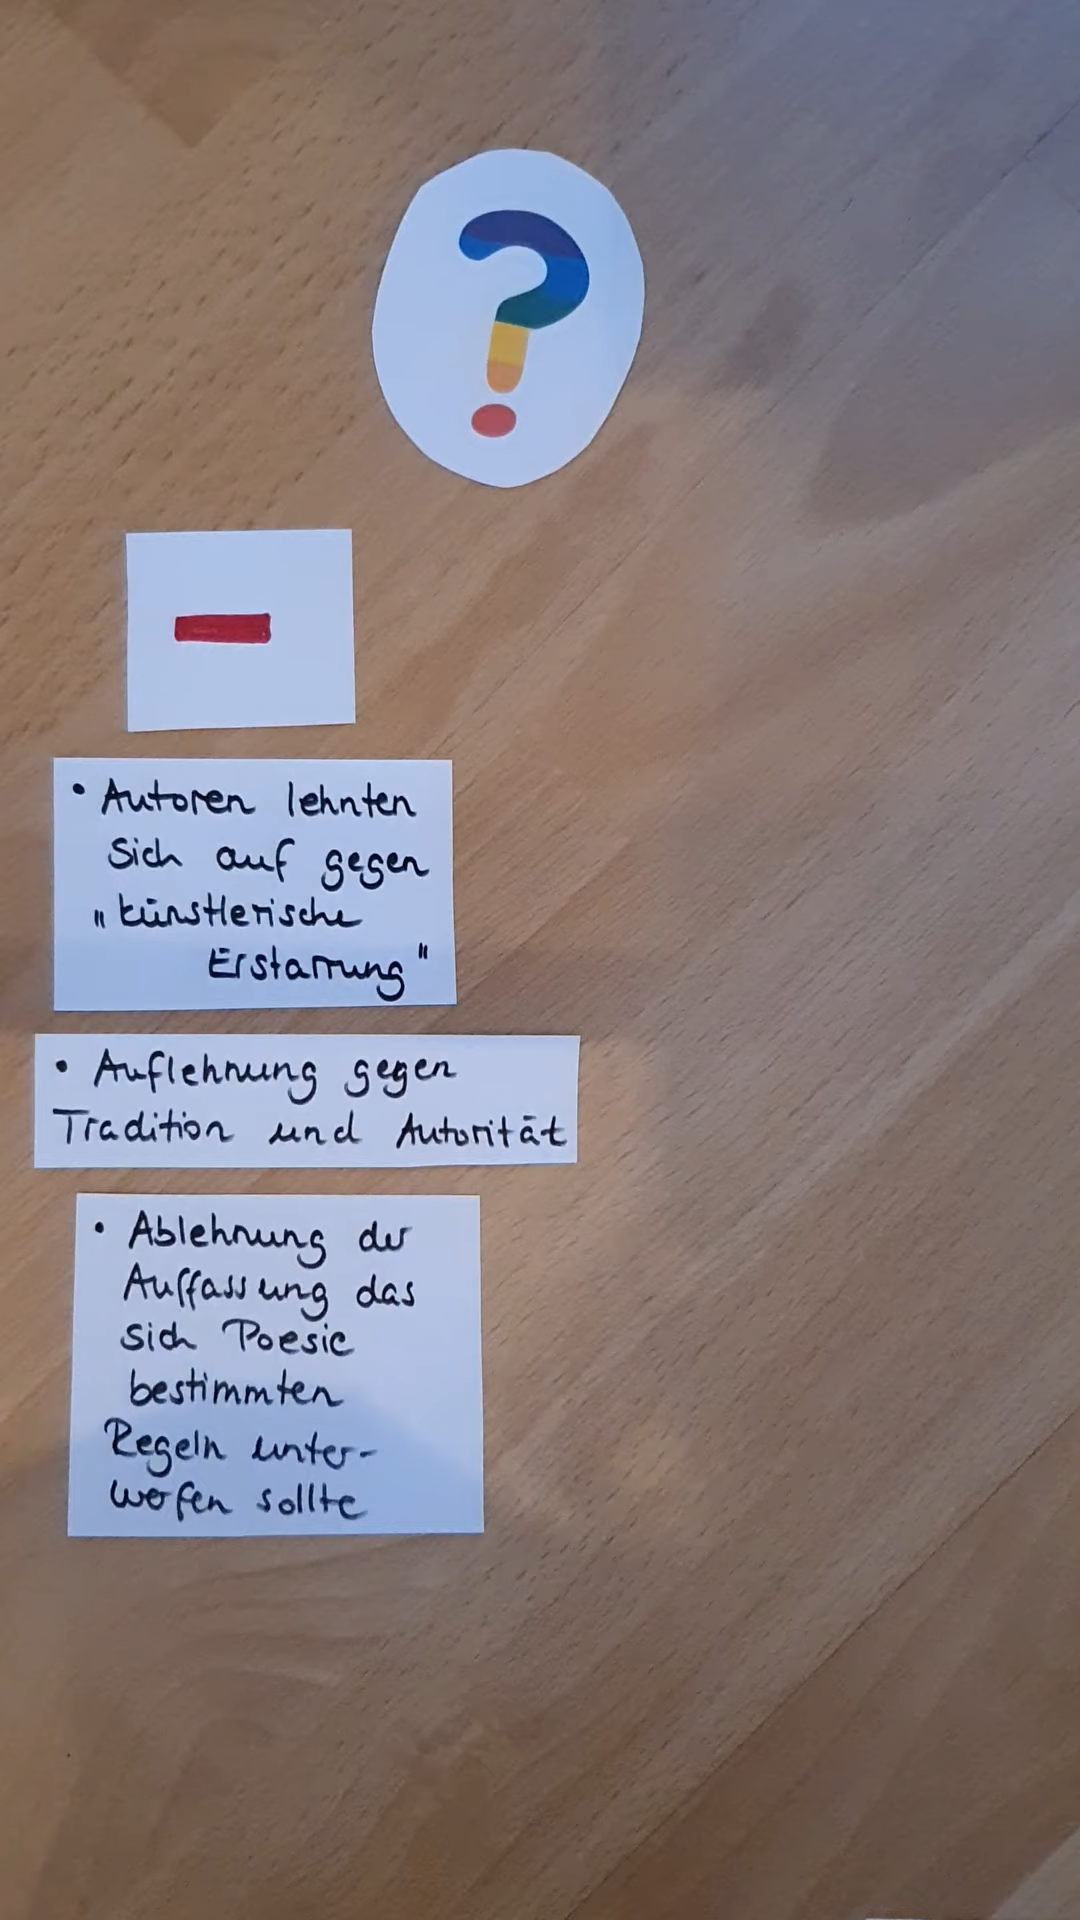 ?
• Autoren lehnten
sich auf gegen
"künstlerische
Erstarrung"
• Auflehnung gegen
Tradition und Autorität
• Ablehnung der
Auffassung das
sich Poesie
bestimmten
Regeln unter-
werfen sollte